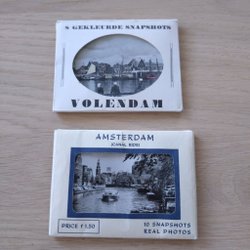 8 GEKLEURDE SNAPSHOTS
VOLENDAM
AMSTERDAM
(CANAL SIDE)
PRICE f 1.50
10 SNAPSHOTS
REAL PHOTOS